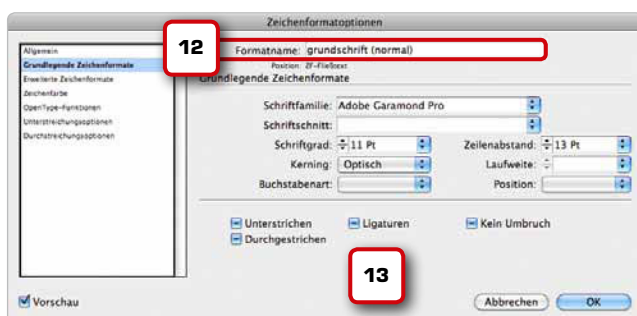 Zeichenformatoptionen
12
Formatname: grundschrift (normal)
Position: ZF-Fließtext
Allgemein
Grundlegende Zeichenformate
Erweiterte Zeichenformate
Zeichenfarbe
OpenType-Funktionen
Unterstreichungsoptionen
Durchstreichungsoptionen
Grundlegende Zeichenformate
Schriftfamilie: Adobe Garamond Pro
Schriftschnitt:
Schriftgrad: 11 Pt Zeilenabstand: 13 Pt
Kerning: Optisch Laufweite:
Buchstabenart: Position:
Unterstrichen Ligaturen Kein Umbruch
Durchgestrichen
13
Vorschau Abbrechen OK